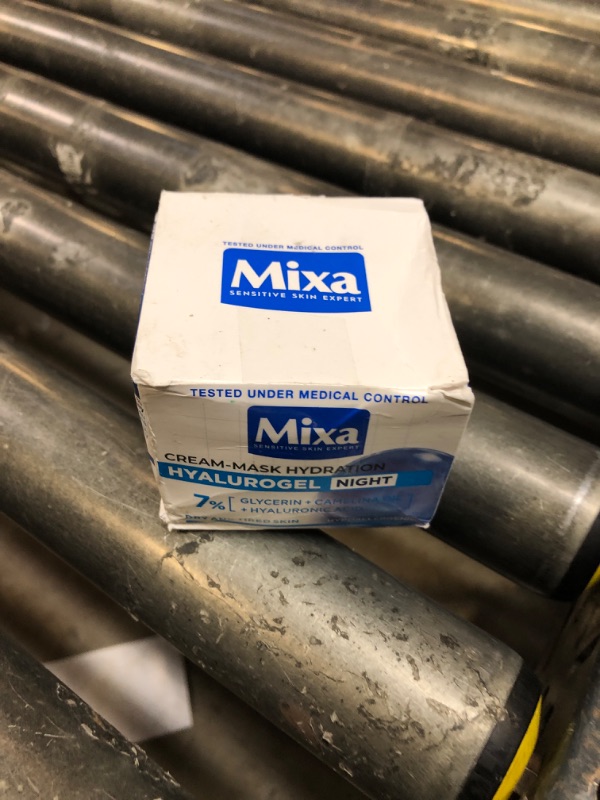 TESTED UNDER MEDICAL CONTROL
Mixa
SENSITIVE SKIN EXPERT
TESTED UNDER MEDICAL CONTROL
Mixa
SENSITIVE SKIN EXPERT
CREAM-MASK HYDRATION
HYALUROGEL NIGHT
7% [ GLYCERIN +
+ HYALURONIC
SKIN